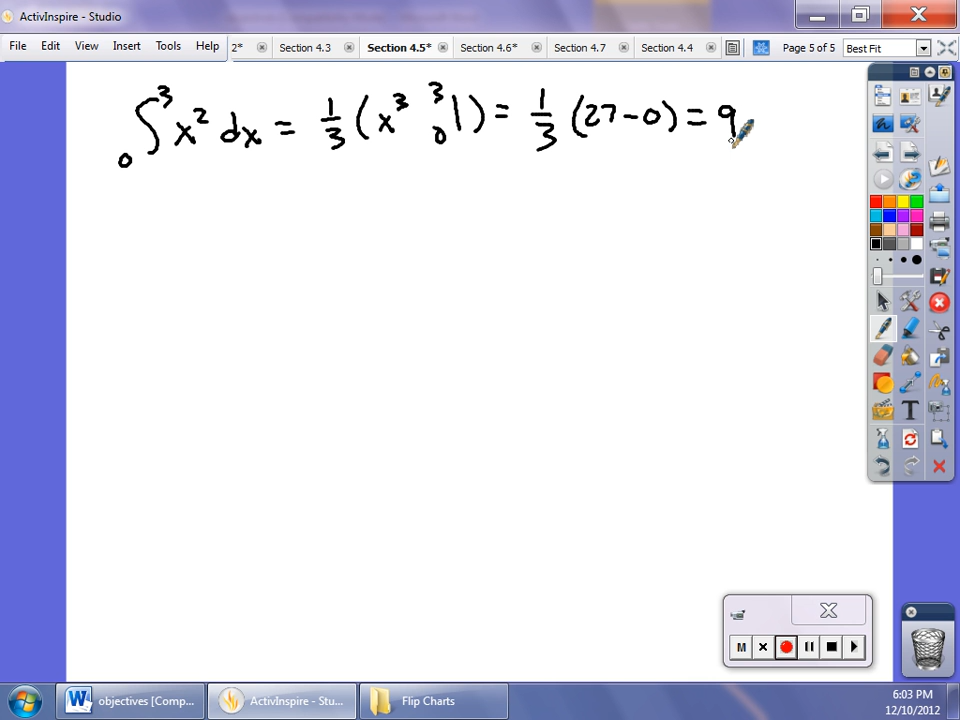 ActivInspire - Studio
File Edit View Insert Tools Help 2* Section 4.3 Section 4.5* Section 4.6* Section 4.7 Section 4.4 Page 5 of 5 Best Fit
∫₀³ x² dx = 1/3 (x³ ³₀|) = 1/3 (27-0) = 9
T
M
objectives [Comp... ActivInspire - Stu... Flip Charts 6:03 PM
12/10/2012